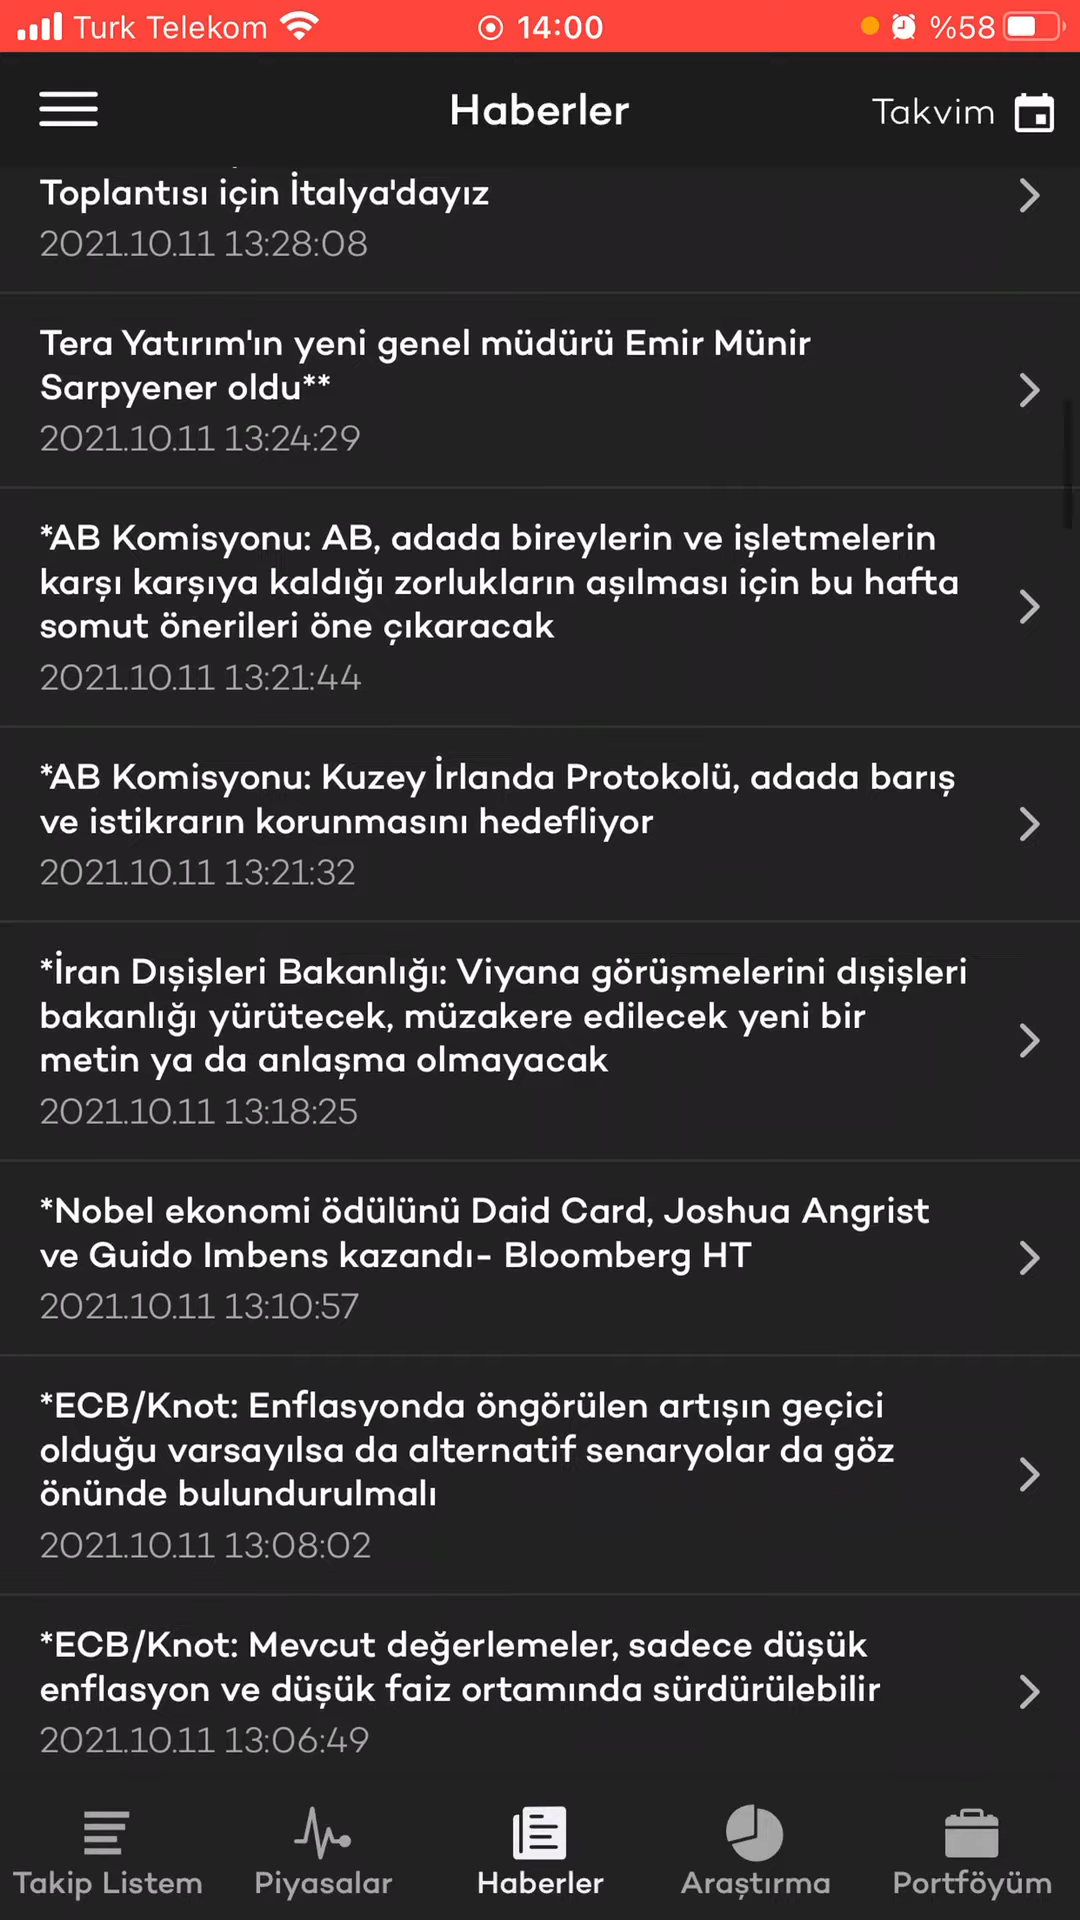 Turk Telekom
14:00
%58
Haberler
Takvim
Toplantısı için İtalya'dayız
2021.10.11 13:28:08
Tera Yatırım'ın yeni genel müdürü Emir Münir
Sarpyener oldu**
2021.10.11 13:24:29
*AB Komisyonu: AB, adada bireylerin ve işletmelerin
karşı karşıya kaldığı zorlukların aşılması için bu hafta
somut önerileri öne çıkaracak
2021.10.11 13:21:44
*AB Komisyonu: Kuzey İrlanda Protokolü, adada barış
ve istikrarın korunmasını hedefliyor
2021.10.11 13:21:32
*İran Dışişleri Bakanlığı: Viyana görüşmelerini dışişleri
bakanlığı yürütecek, müzakere edilecek yeni bir
metin ya da anlaşma olmayacak
2021.10.11 13:18:25
*Nobel ekonomi ödülünü Daid Card, Joshua Angrist
ve Guido Imbens kazandı- Bloomberg HT
2021.10.11 13:10:57
*ECB/Knot: Enflasyonda öngörülen artışın geçici
olduğu varsayılsa da alternatif senaryolar da göz
önünde bulundurulmalı
2021.10.11 13:08:02
*ECB/Knot: Mevcut değerlemeler, sadece düşük
enflasyon ve düşük faiz ortamında sürdürülebilir
2021.10.11 13:06:49
Takip Listem
Piyasalar
Haberler
Araştırma
Portföyüm